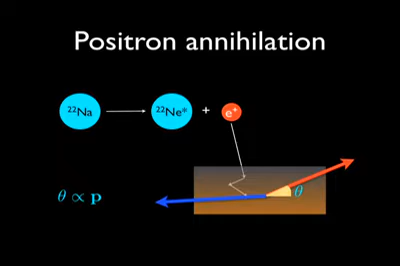 Positron annihilation
²²Na ²²Ne* + e⁺
θ ∝ p θ